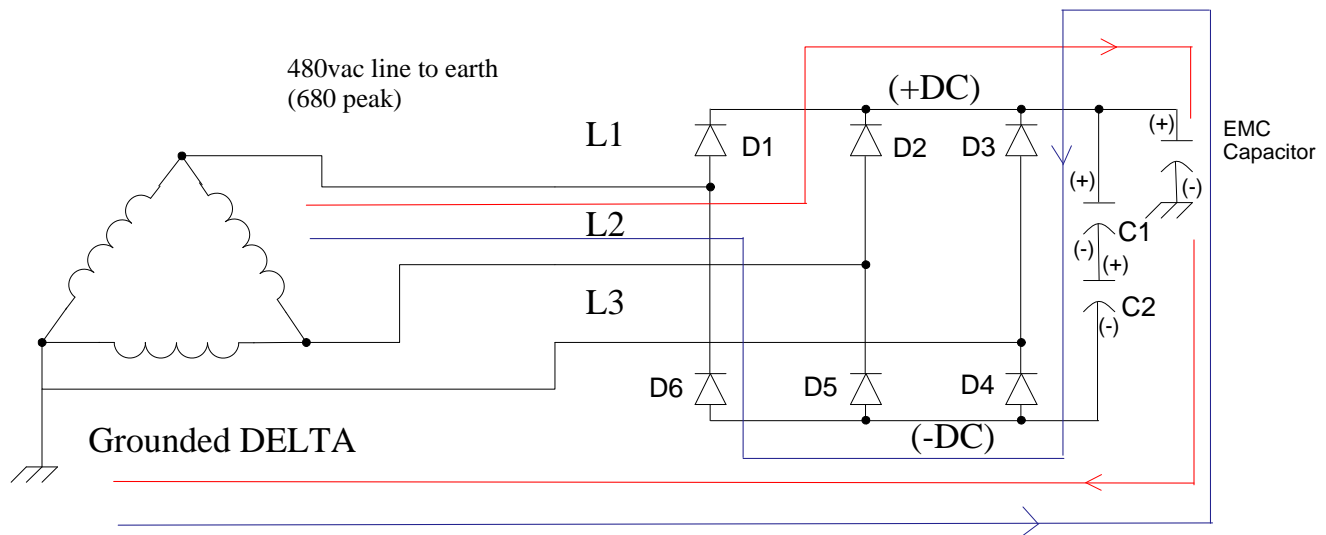 480vac line to earth
(680 peak)
(+DC)
L1
D1
D2
D3
(+)
EMC
Capacitor
(+)
(-)
L2
C1
(-)
(+)
L3
C2
(-)
D6
D5
D4
Grounded DELTA
(-DC)